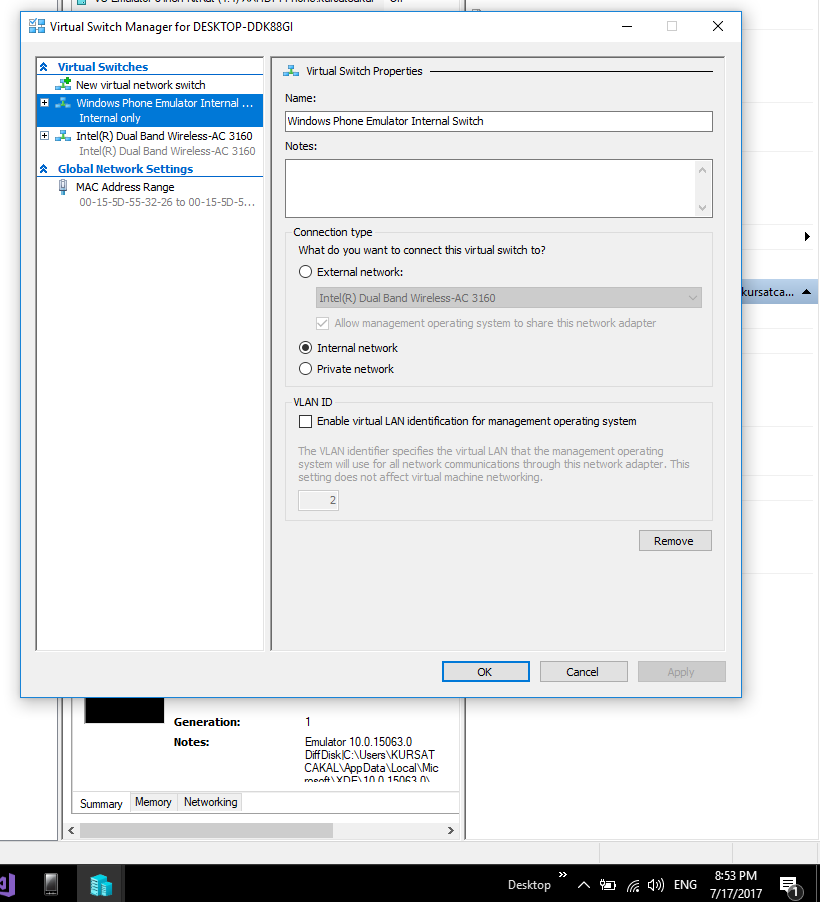 Virtual Switch Manager for DESKTOP-DDK88GI
Virtual Switches
New virtual network switch
Windows Phone Emulator Internal ...
Internal only
Intel(R) Dual Band Wireless-AC 3160
Intel(R) Dual Band Wireless-AC 3160
Global Network Settings
MAC Address Range
00-15-5D-55-32-26 to 00-15-5D-5...
Virtual Switch Properties
Name:
Windows Phone Emulator Internal Switch
Notes:
Connection type
What do you want to connect this virtual switch to?
External network:
Intel(R) Dual Band Wireless-AC 3160
Allow management operating system to share this network adapter
Internal network
Private network
VLAN ID
Enable virtual LAN identification for management operating system
The VLAN identifier specifies the virtual LAN that the management operating
system will use for all network communications through this network adapter. This
setting does not affect virtual machine networking.
2
Remove
OK Cancel Apply
kursatca...
Generation: 1
Notes: Emulator 10.0.15063.0
DiffDisk|C:\Users\KURSAT
CAKAL\AppData\Local\Mic
rosoft\XDE\10.0.15063.0\
Summary Memory Networking
Desktop
ENG
8:53 PM
7/17/2017
1